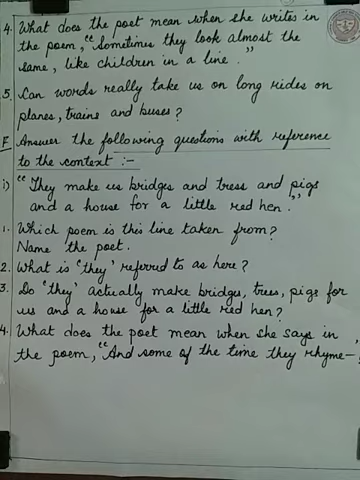 4. What does the poet mean when she writes in
the poem, "Sometimes they look almost the
same, like children in a line."
5. Can words really take us on long rides on
planes, trains and buses?
F. Answer the following questions with reference
to the context :-
i) "They make us bridges and tress and pigs
and a house for a little red hen."
1. Which poem is this line taken from?
Name the poet.
2. What is 'they' referred to as here?
3. Do 'they' actually make bridges, trees, pigs for
us and a house for a little red hen?
4. What does the poet mean when she says in
the poem, "And some of the time they rhyme-